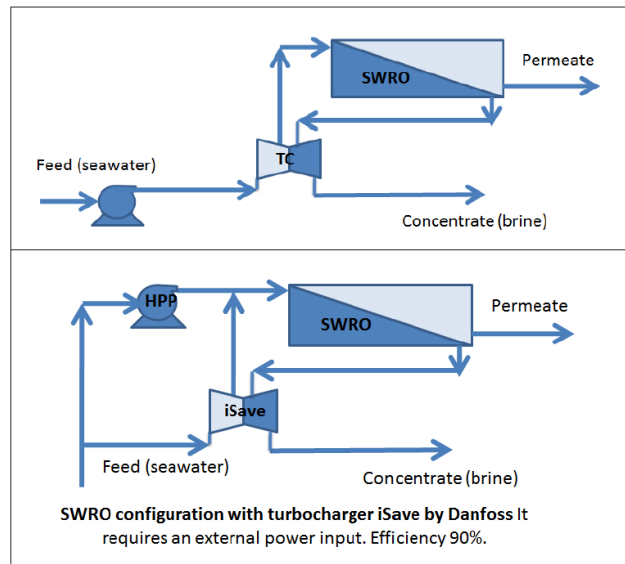 Permeate
SWRO
TC
Feed (seawater)
Concentrate (brine)
HPP
Permeate
SWRO
iSave
Feed (seawater)
Concentrate (brine)
SWRO configuration with turbocharger iSave by Danfoss It
requires an external power input. Efficiency 90%.